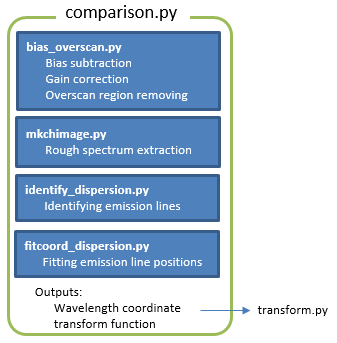 comparison.py
bias_overscan.py
Bias subtraction
Gain correction
Overscan region removing
mkchimage.py
Rough spectrum extraction
identify_dispersion.py
Identifying emission lines
fitcoord_dispersion.py
Fitting emission line positions
Outputs:
Wavelength coordinate
transform function
transform.py